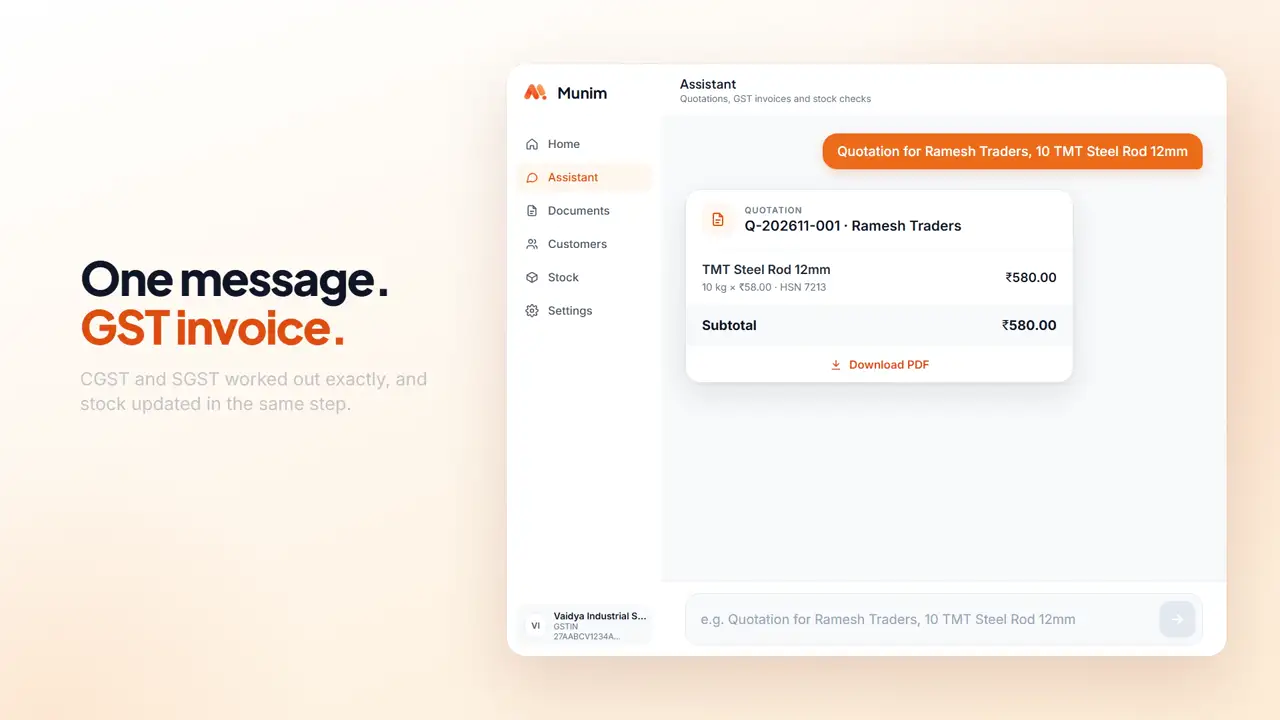 One message.
GST invoice.
CGST and SGST worked out exactly, and
stock updated in the same step.
Munim
Home
Assistant
Documents
Customers
Stock
Settings
VI
Vaidya Industrial S...
GSTIN
27AABCV1234A...
Assistant
Quotations, GST invoices and stock checks
Quotation for Ramesh Traders, 10 TMT Steel Rod 12mm
QUOTATION
Q-202611-001 · Ramesh Traders
TMT Steel Rod 12mm
10 kg × ₹58.00 · HSN 7213
₹580.00
Subtotal ₹580.00
Download PDF
e.g. Quotation for Ramesh Traders, 10 TMT Steel Rod 12mm